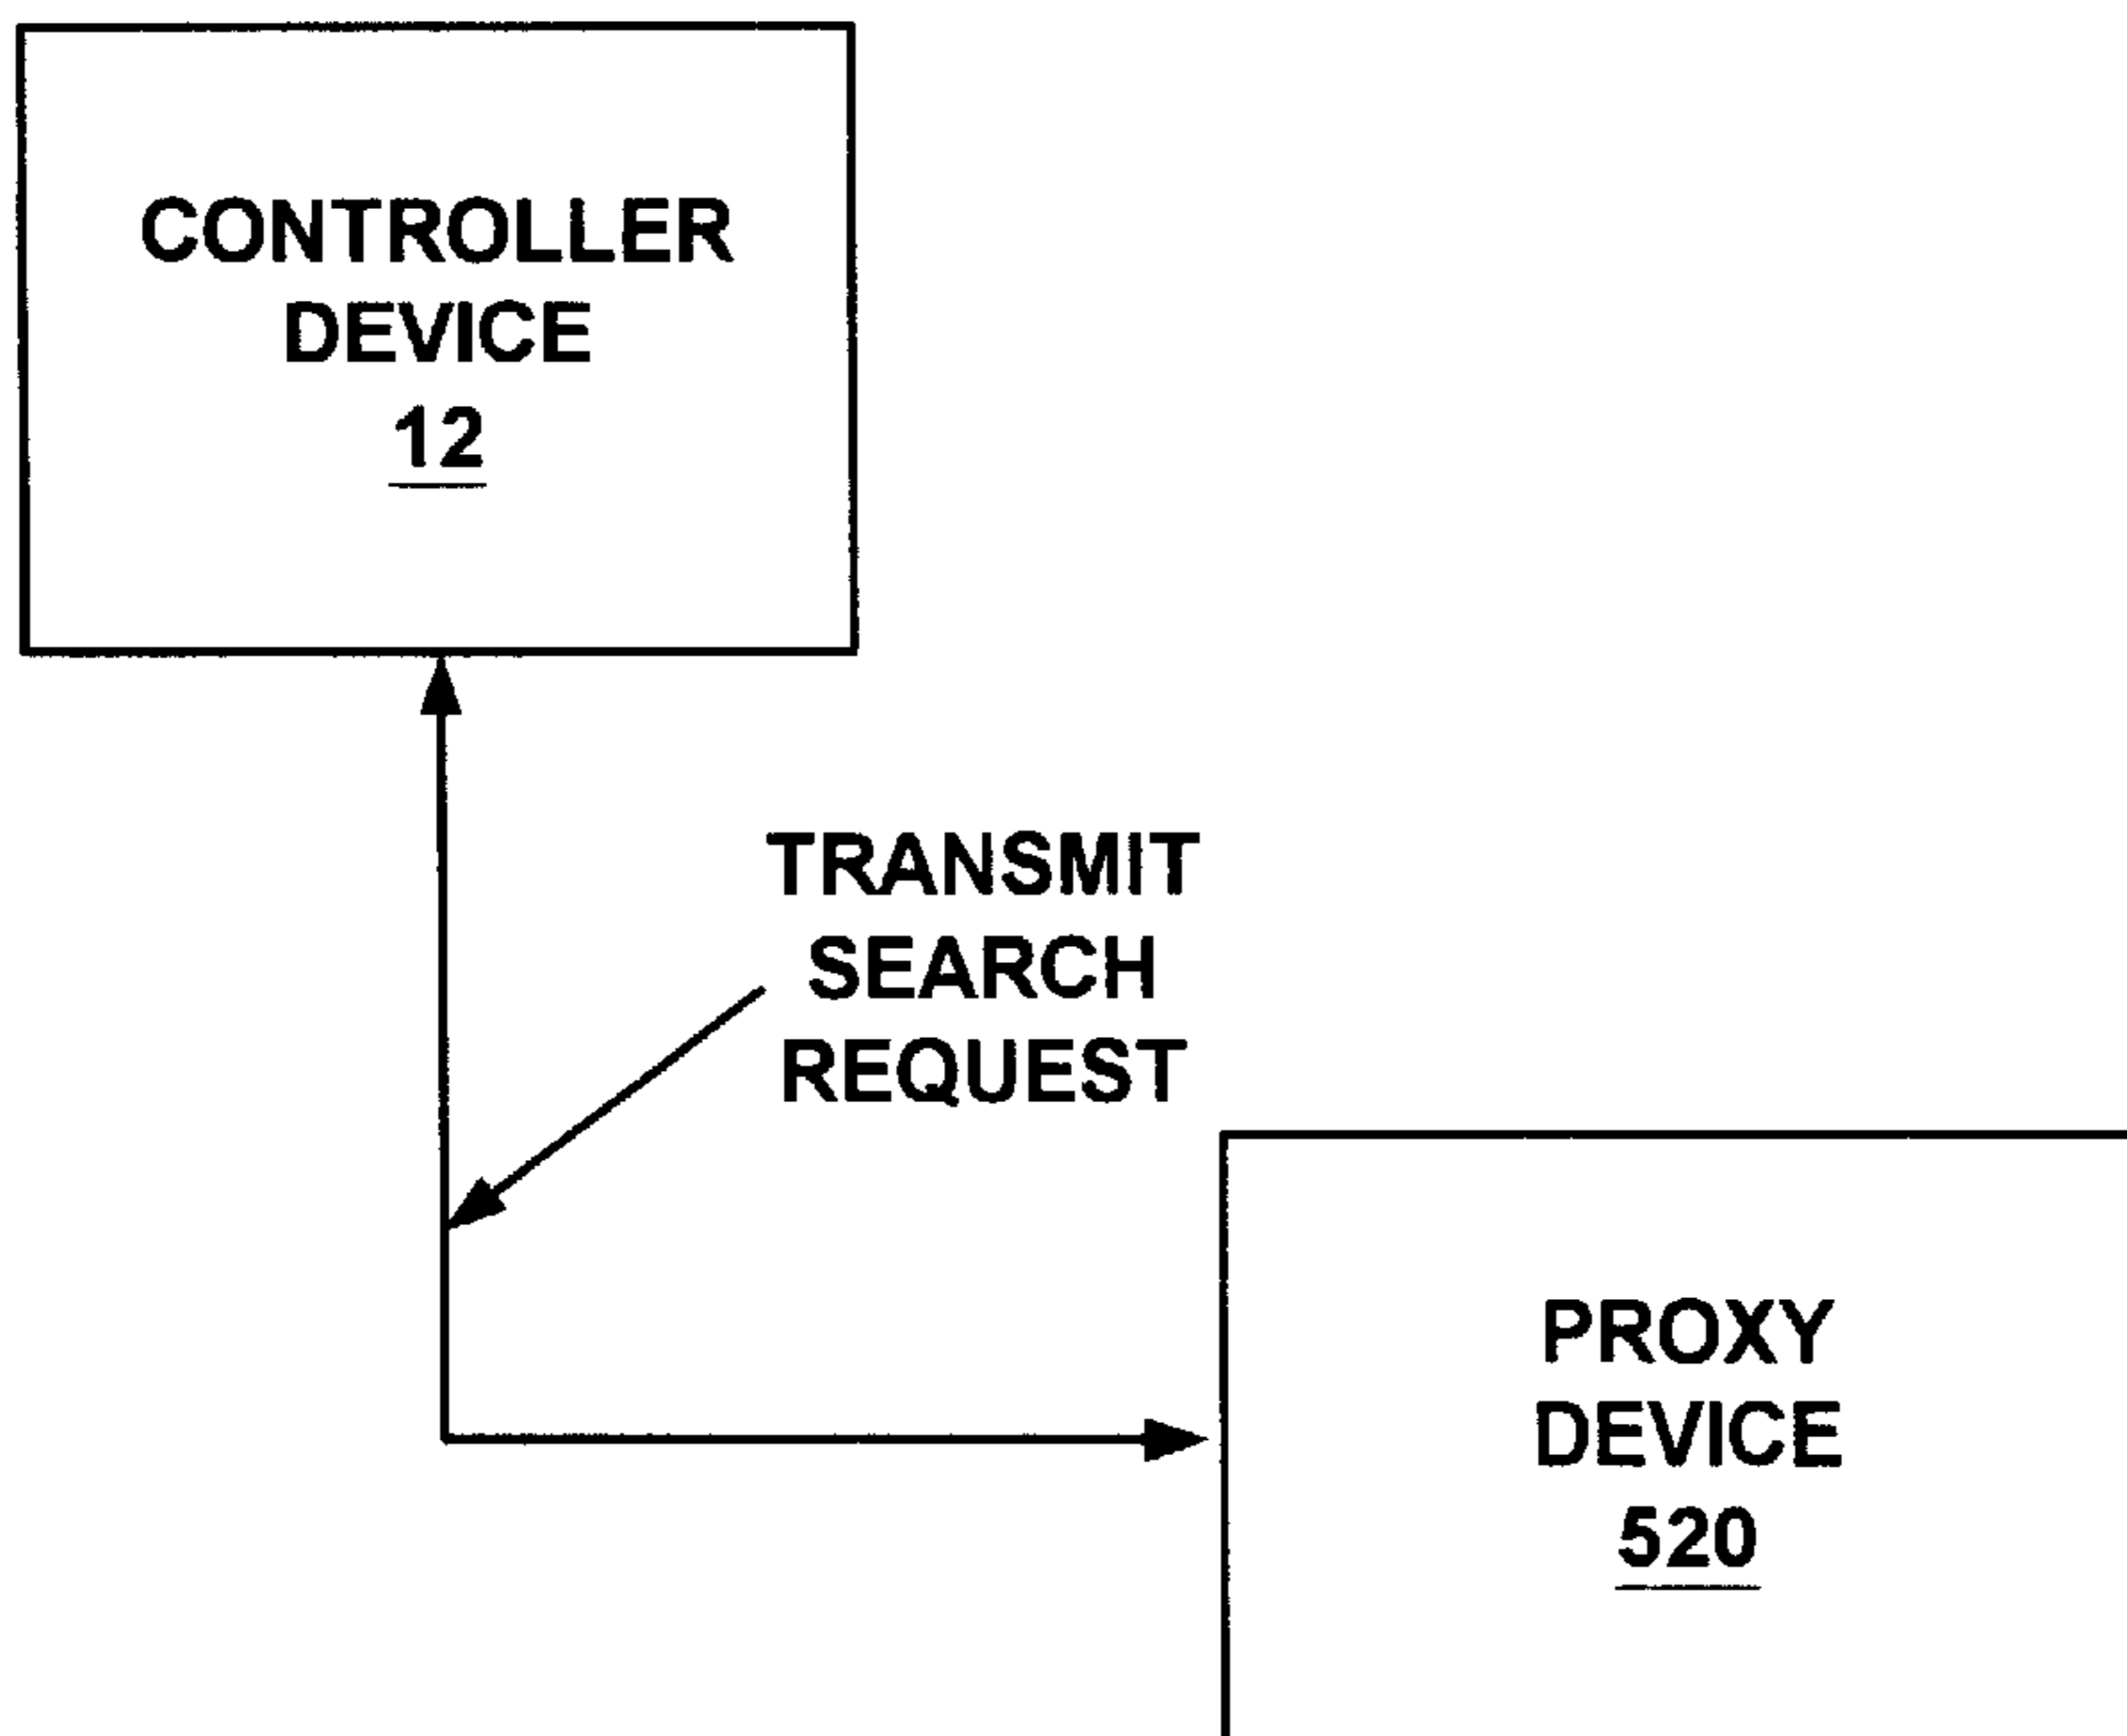 CONTROLLER
DEVICE
12
TRANSMIT
SEARCH
REQUEST
PROXY
DEVICE
520